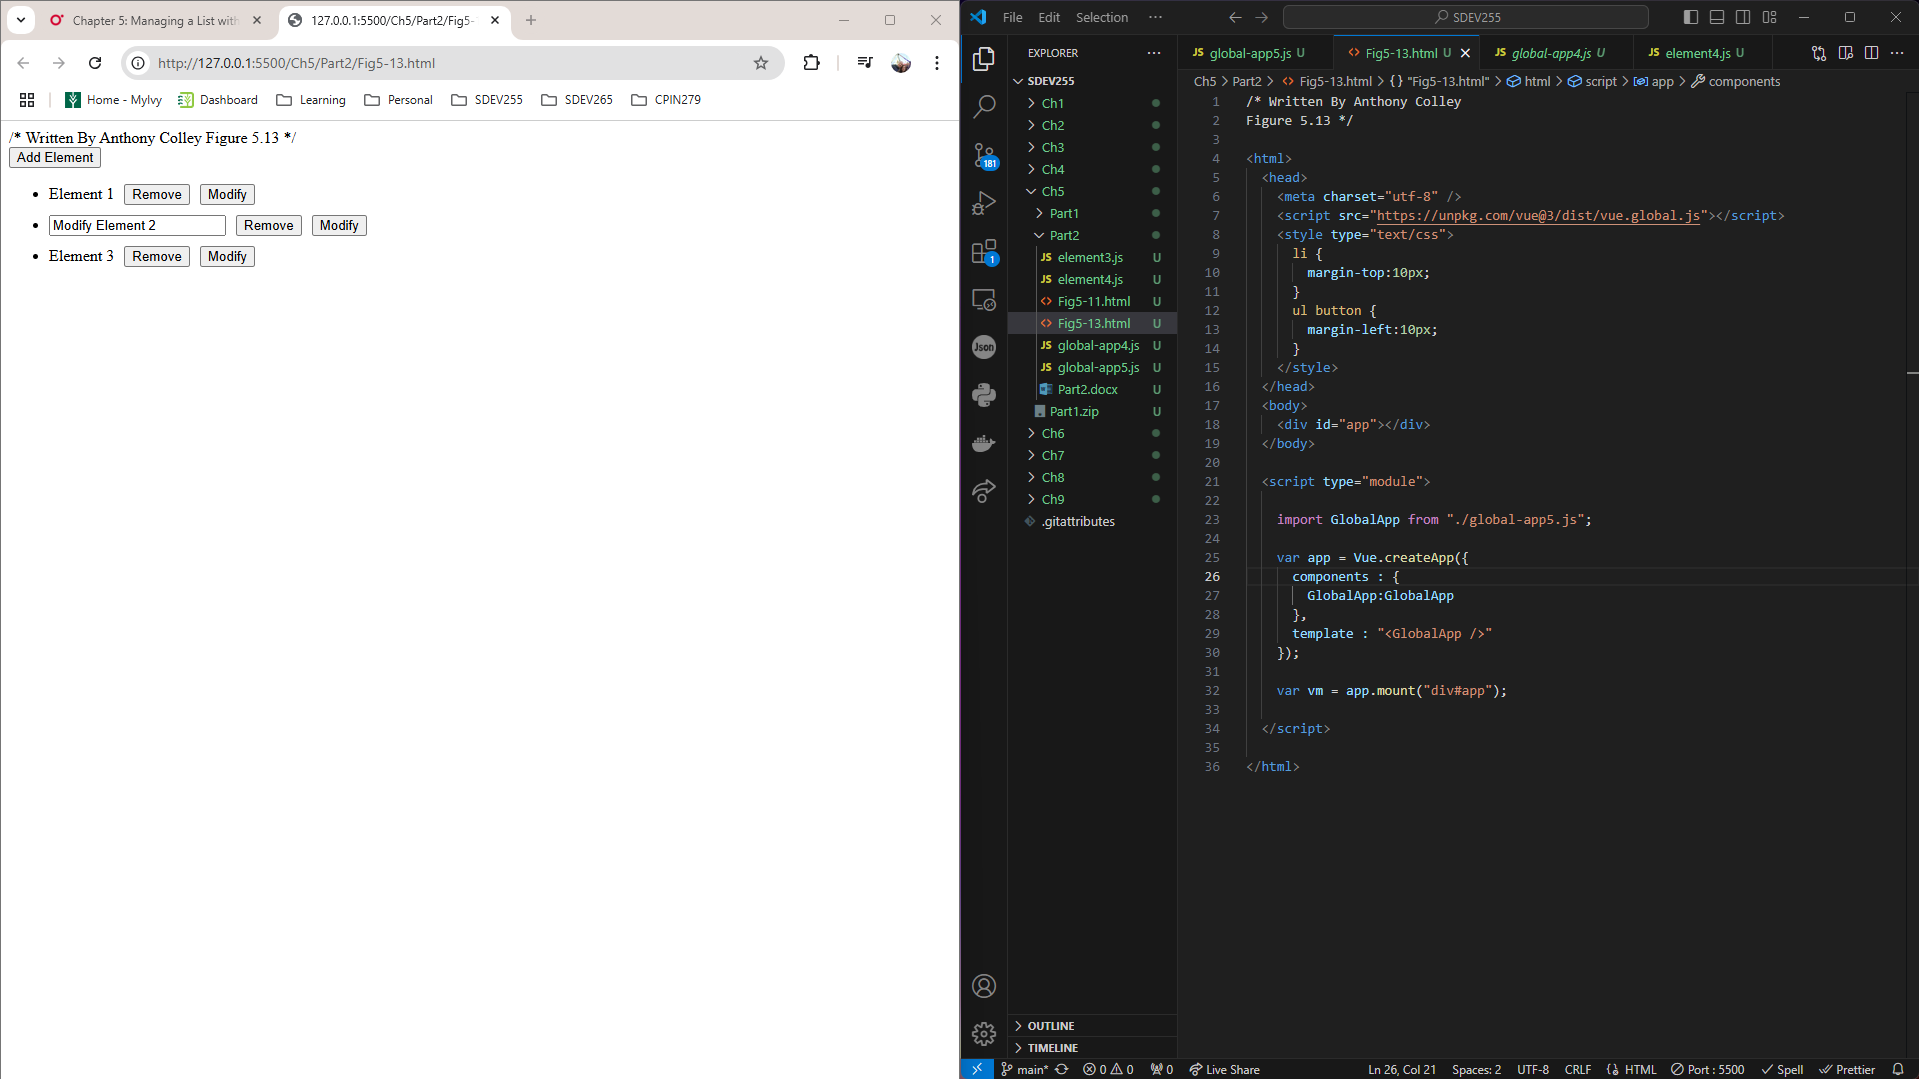 Chapter 5: Managing a List with
127.0.0.1:5500/Ch5/Part2/Fig5-
http://127.0.0.1:5500/Ch5/Part2/Fig5-13.html
Home - MyIvy
Dashboard
Learning
Personal
SDEV255
SDEV265
CPIN279
/* Written By Anthony Colley Figure 5.13 */
Add Element
Element 1 Remove Modify
Modify Element 2 Remove Modify
Element 3 Remove Modify
File Edit Selection ···
SDEV255
EXPLORER ···
SDEV255
Ch1
Ch2
Ch3
Ch4
Ch5
Part1
Part2
JS element3.js U
JS element4.js U
<> Fig5-11.html U
<> Fig5-13.html U
JS global-app4.js U
JS global-app5.js U
Part2.docx U
Part1.zip U
Ch6
Ch7
Ch8
Ch9
.gitattributes
OUTLINE
TIMELINE
181
1
Json
JS global-app5.js U
<> Fig5-13.html U
JS global-app4.js U
JS element4.js U
Ch5 > Part2 > <> Fig5-13.html > {} "Fig5-13.html" > html > script > app > components
1 /* Written By Anthony Colley
2 Figure 5.13 */
3
4 <html>
5 <head>
6 <meta charset="utf-8" />
7 <script src="https://unpkg.com/vue@3/dist/vue.global.js"></script>
8 <style type="text/css">
9 li {
10 margin-top:10px;
11 }
12 ul button {
13 margin-left:10px;
14 }
15 </style>
16 </head>
17 <body>
18 <div id="app"></div>
19 </body>
20
21 <script type="module">
22
23 import GlobalApp from "./global-app5.js";
24
25 var app = Vue.createApp({
26 components : {
27 GlobalApp:GlobalApp
28 },
29 template : "<GlobalApp />"
30 });
31
32 var vm = app.mount("div#app");
33
34 </script>
35
36 </html>
main* 0 0 0 Live Share Ln 26, Col 21 Spaces: 2 UTF-8 CRLF {} HTML Port : 5500 Spell Prettier